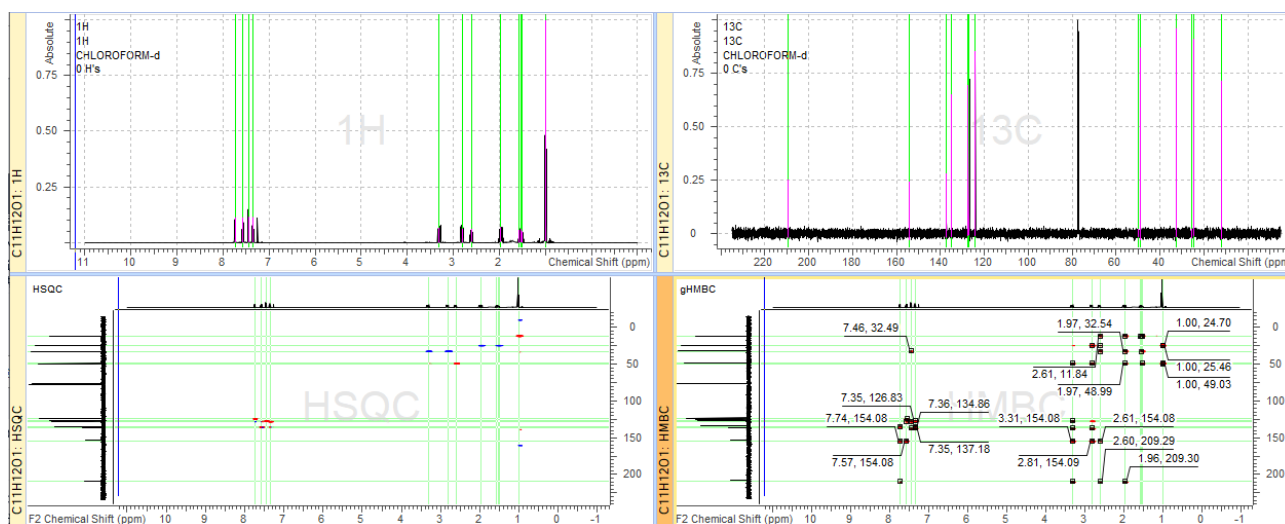 C11H12O1: 1H
Absolute
1H
1H
CHLOROFORM-d
0 H's
1H
0.75
0.50
0.25
11 10 9 8 7 6 5 4 3 2 1 Chemical Shift (ppm)
C11H12O1: 13C
Absolute
13C
13C
CHLOROFORM-d
0 C's
13C
0.75
0.50
0.25
0
220 200 180 160 140 120 100 80 60 40 Chemical Shift (ppm)
C11H12O1: HSQC
HSQC
HSQC
0
50
100
150
200
F2 Chemical Shift (ppm) 10 9 8 7 6 5 4 3 2 1 0 -1
C11H12O1: HMBC
gHMBC
HMBC
7.46, 32.49
1.97, 32.54
1.00, 24.70
2.61, 11.84
1.00, 25.46
1.97, 48.99
1.00, 49.03
7.35, 126.83
7.36, 134.86
7.74, 154.08
3.31, 154.08
2.61, 154.08
7.57, 154.08
7.35, 137.18
2.81, 154.09
2.60, 209.29
1.96, 209.30
0
50
100
150
200
F2 Chemical Shift (ppm) 10 9 8 7 6 5 4 3 2 1 0 -1